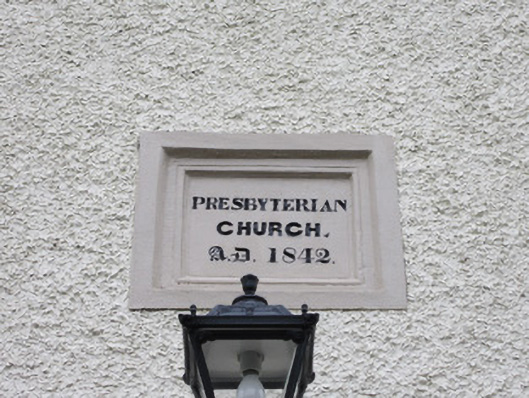 PRESBYTERIAN
CHURCH.
A.D. 1842.